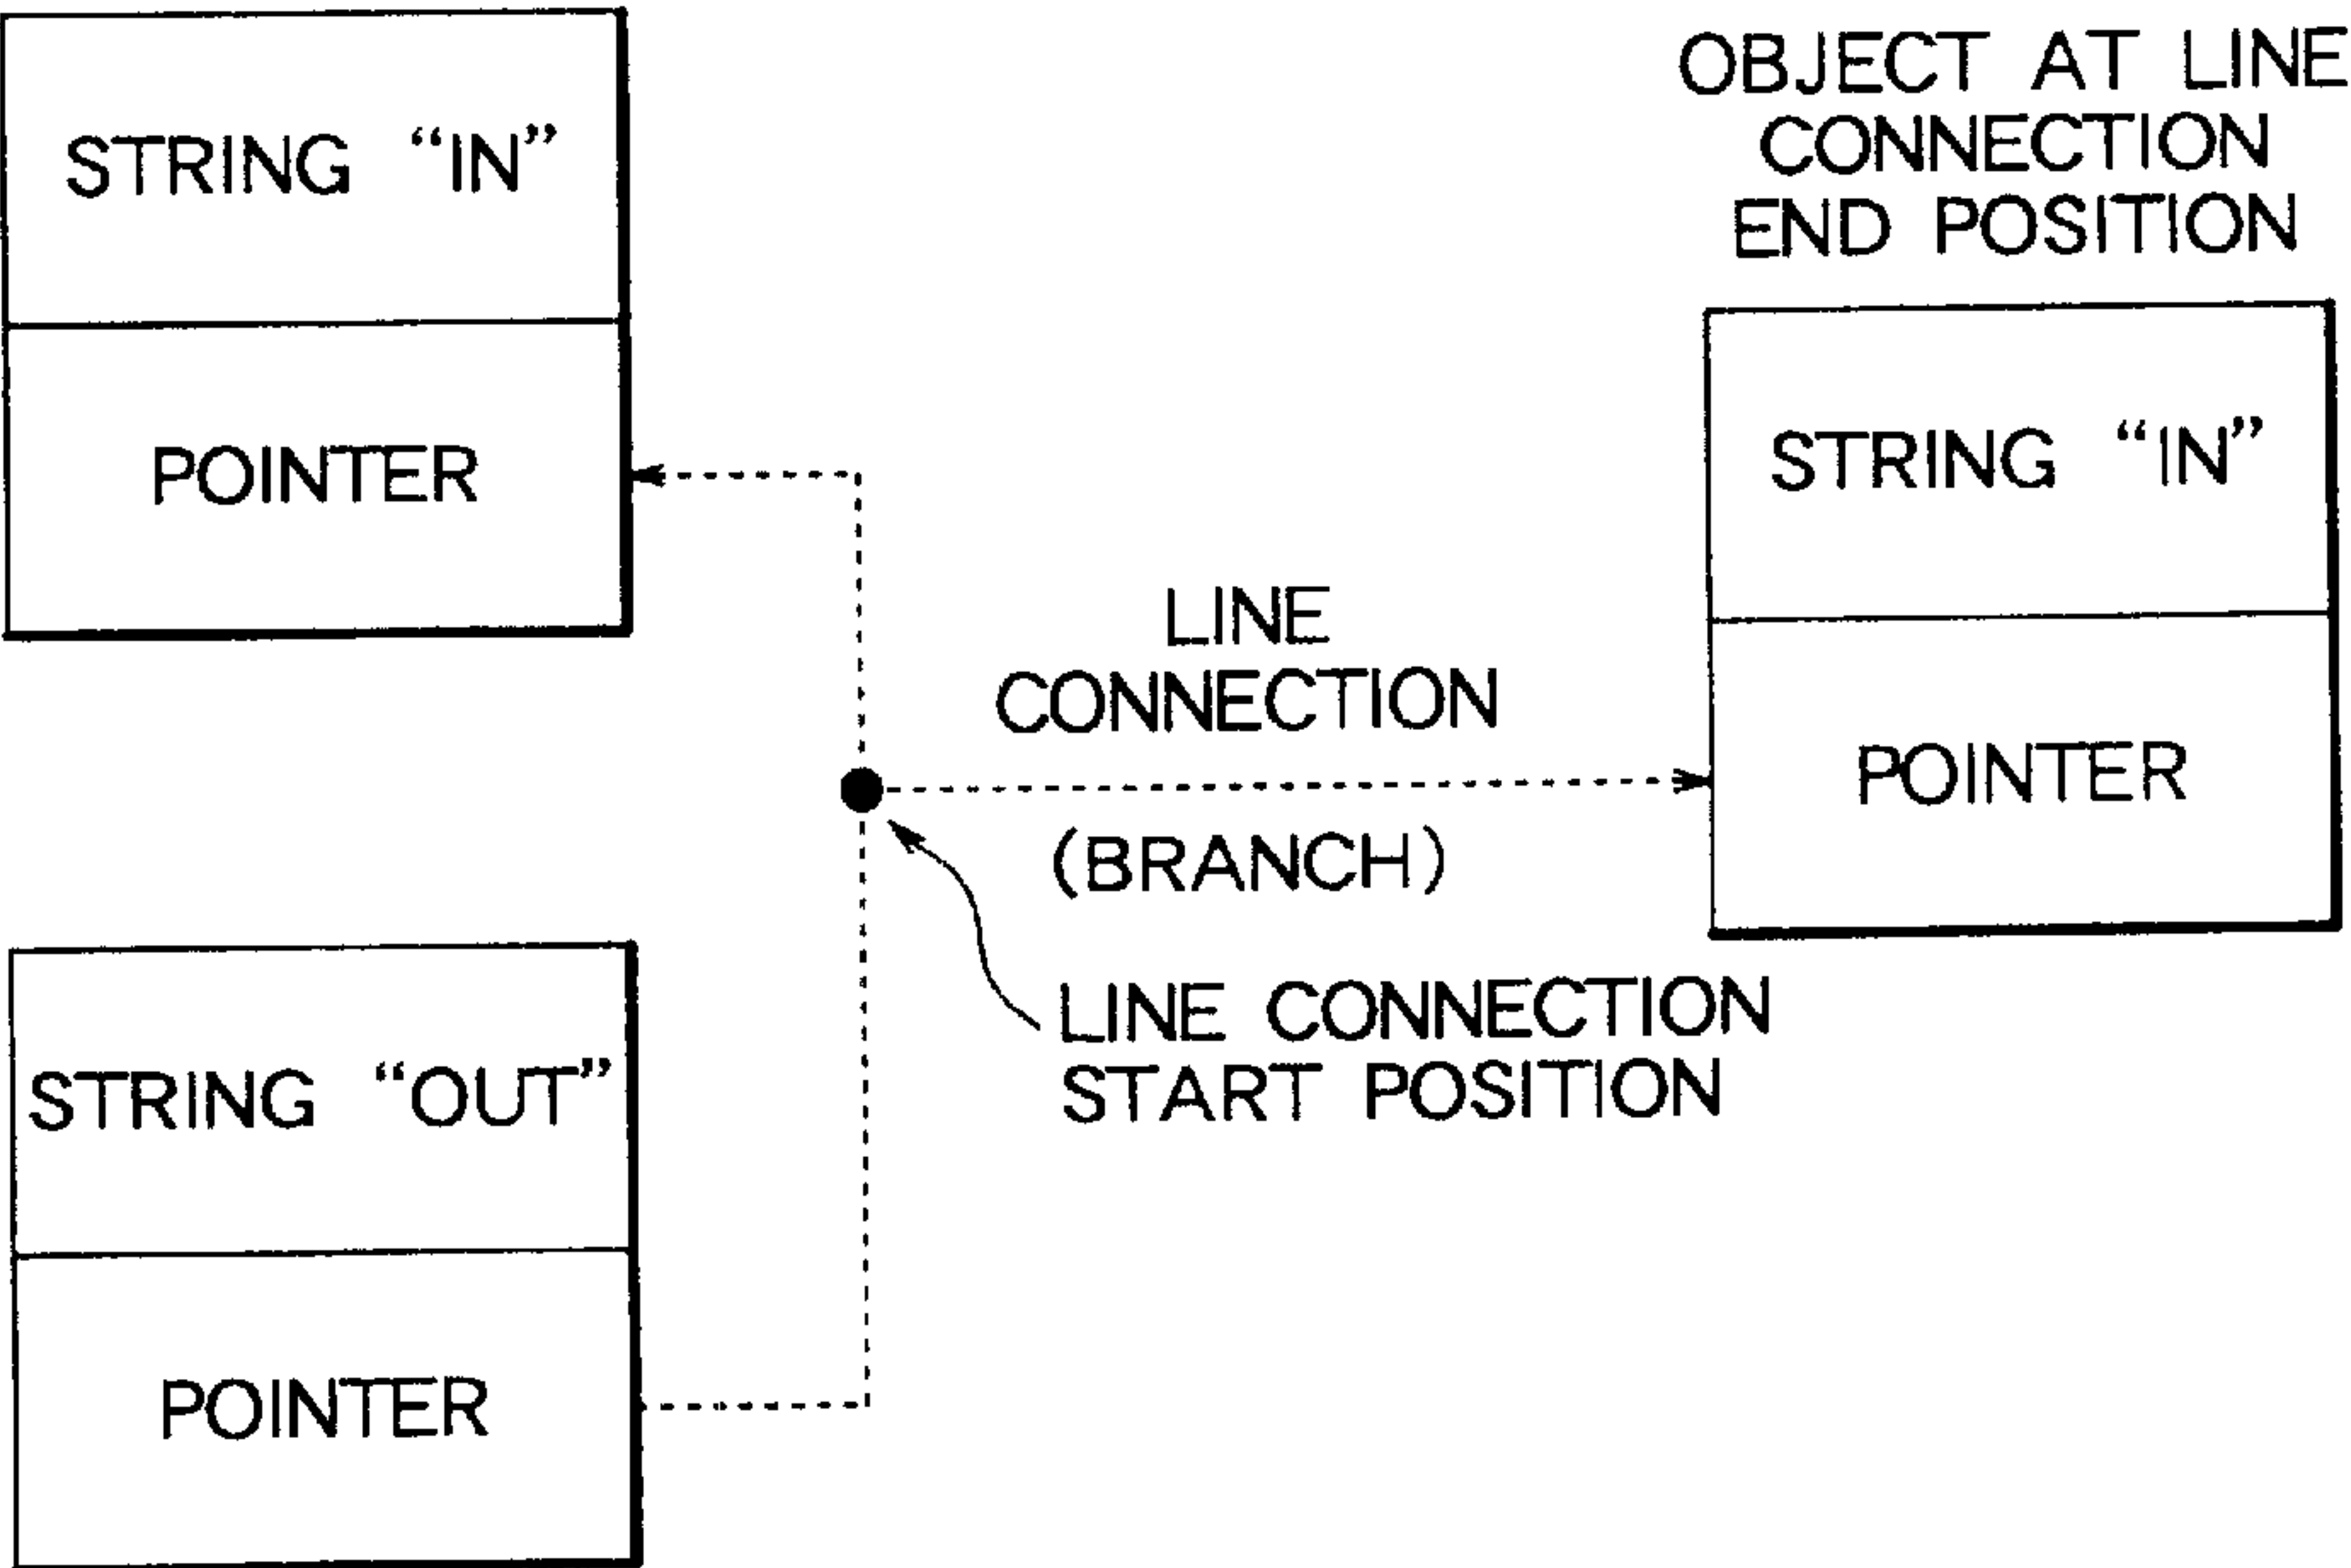 STRING “IN”
POINTER
OBJECT AT LINE
CONNECTION
END POSITION
STRING “IN”
POINTER
LINE
CONNECTION
(BRANCH)
LINE CONNECTION
START POSITION
STRING “OUT”
POINTER